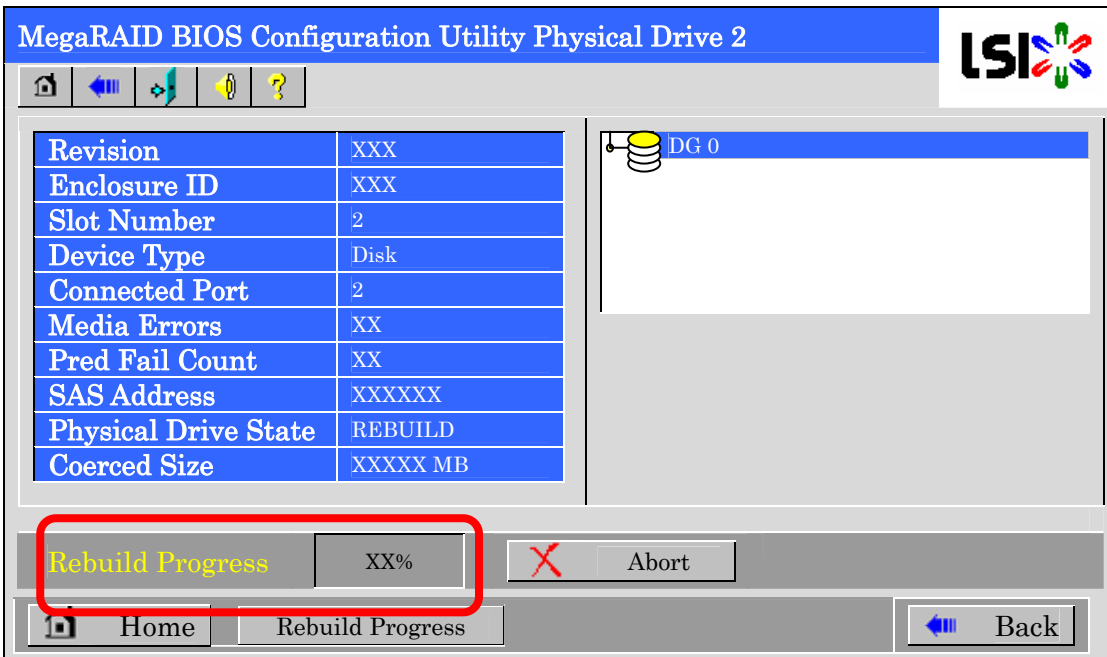 MegaRAID BIOS Configuration Utility Physical Drive 2
LSI
Revision XXX
Enclosure ID XXX
Slot Number 2
Device Type Disk
Connected Port 2
Media Errors XX
Pred Fail Count XX
SAS Address XXXXXX
Physical Drive State REBUILD
Coerced Size XXXXX MB
DG 0
Rebuild Progress XX% Abort
Home Rebuild Progress Back